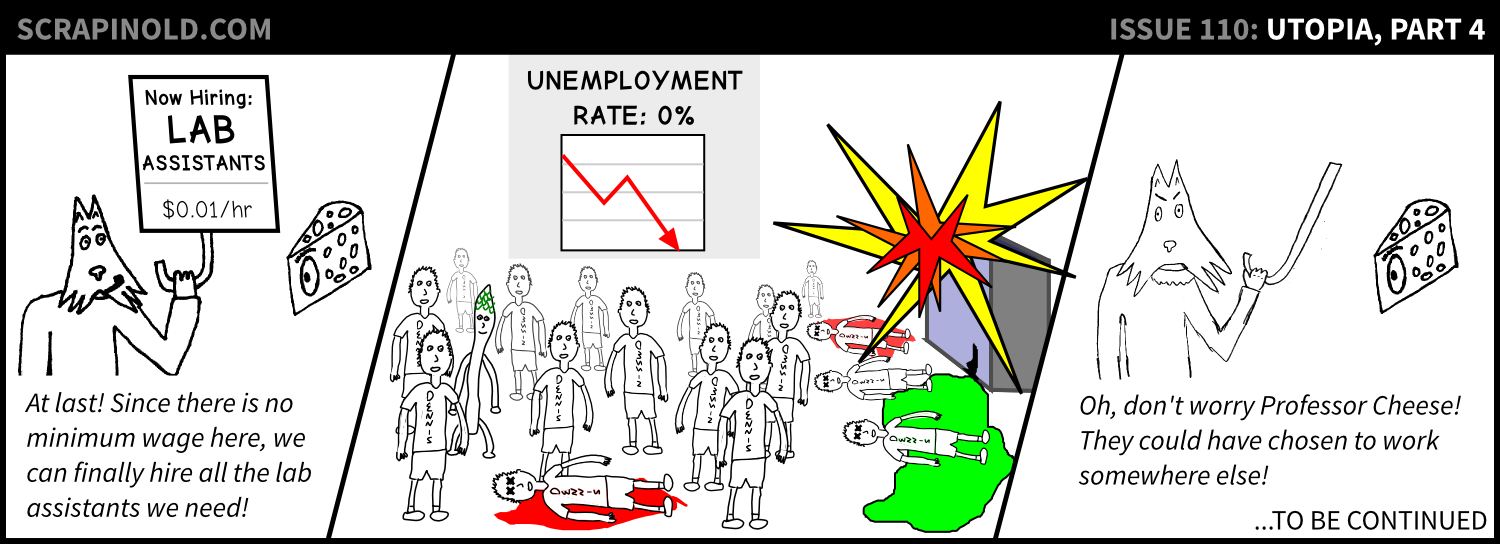 SCRAPINOLD.COM
ISSUE 110: UTOPIA, PART 4
Now Hiring:
LAB
ASSISTANTS
$0.01/hr
At last! Since there is no
minimum wage here, we
can finally hire all the lab
assistants we need!
UNEMPLOYMENT
RATE: 0%
DENNIS
DENNIS
DENNIS
DENNIS
DENNIS
DENNIS
DENNIS
DENNIS
DENNIS
DENNIS
DENNIS
DENNIS
Oh, don't worry Professor Cheese!
They could have chosen to work
somewhere else!
...TO BE CONTINUED